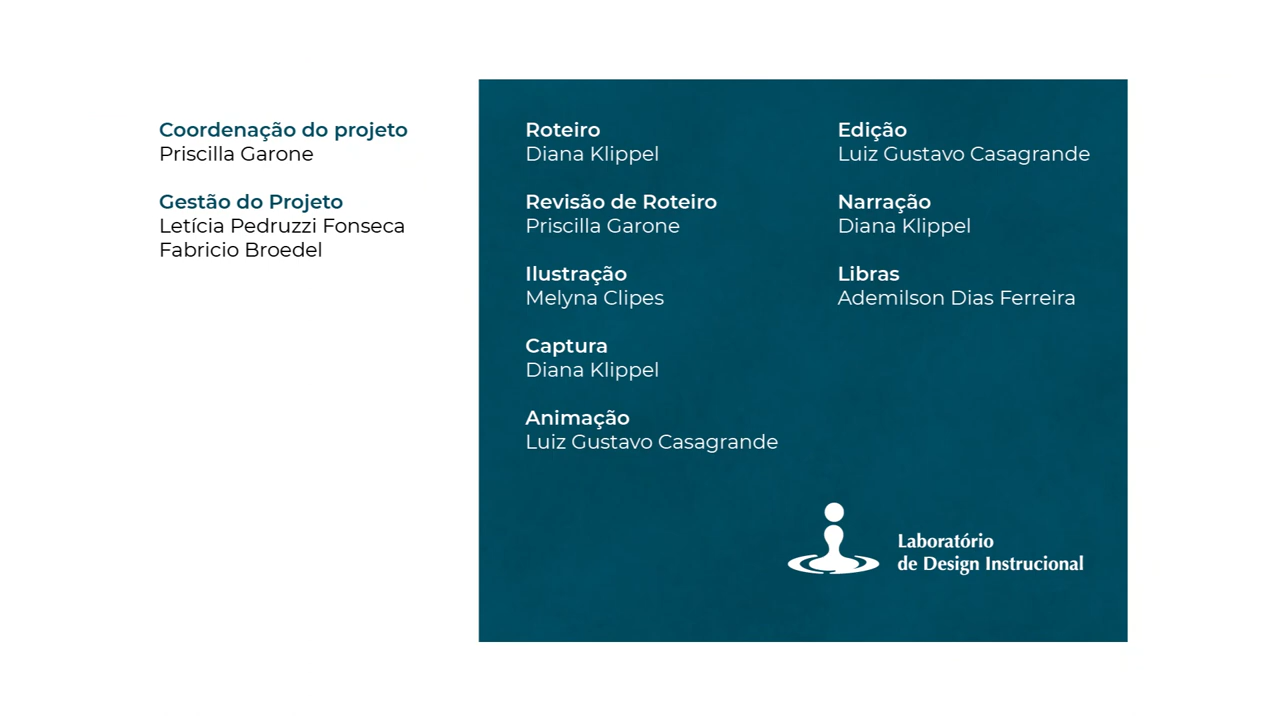 Coordenação do projeto
Priscilla Garone
Gestão do Projeto
Letícia Pedruzzi Fonseca
Fabricio Broedel
Roteiro
Diana Klippel
Revisão de Roteiro
Priscilla Garone
Ilustração
Melyna Clipes
Captura
Diana Klippel
Animação
Luiz Gustavo Casagrande
Edição
Luiz Gustavo Casagrande
Narração
Diana Klippel
Libras
Ademilson Dias Ferreira
Laboratório
de Design Instrucional